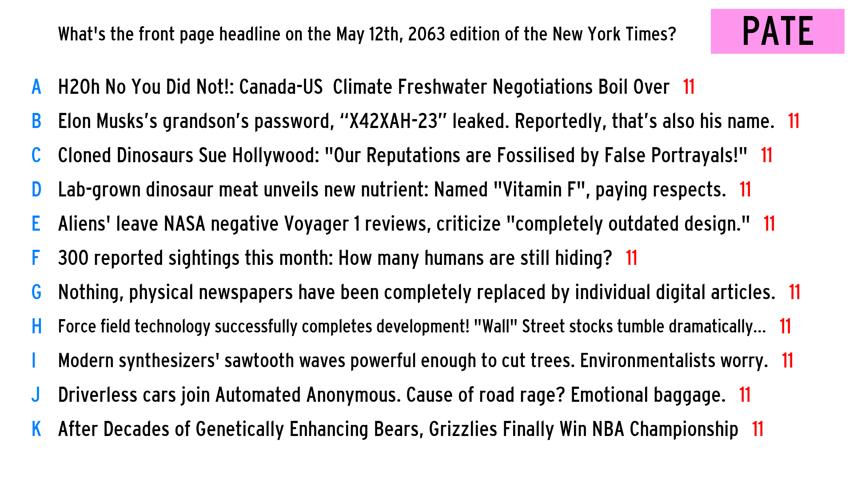 What's the front page headline on the May 12th, 2063 edition of the New York Times?
PATE
A H20h No You Did Not!: Canada-US Climate Freshwater Negotiations Boil Over 11
B Elon Musks’s grandson’s password, “X42XAH-23” leaked. Reportedly, that’s also his name. 11
C Cloned Dinosaurs Sue Hollywood: "Our Reputations are Fossilised by False Portrayals!" 11
D Lab-grown dinosaur meat unveils new nutrient: Named "Vitamin F", paying respects. 11
E Aliens' leave NASA negative Voyager 1 reviews, criticize "completely outdated design." 11
F 300 reported sightings this month: How many humans are still hiding? 11
G Nothing, physical newspapers have been completely replaced by individual digital articles. 11
H Force field technology successfully completes development! "Wall" Street stocks tumble dramatically... 11
I Modern synthesizers' sawtooth waves powerful enough to cut trees. Environmentalists worry. 11
J Driverless cars join Automated Anonymous. Cause of road rage? Emotional baggage. 11
K After Decades of Genetically Enhancing Bears, Grizzlies Finally Win NBA Championship 11